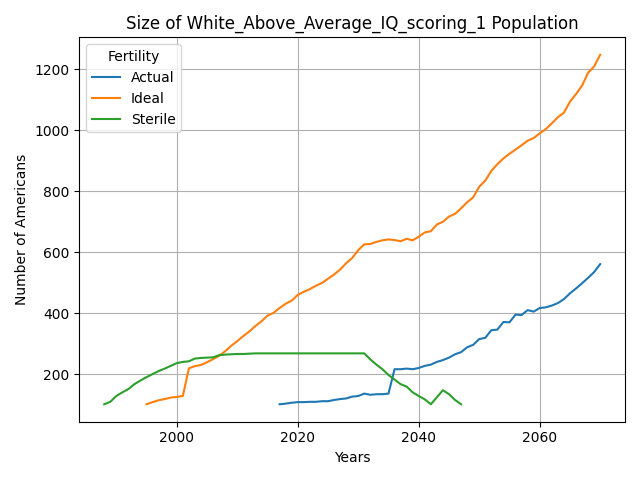 Size of White_Above_Average_IQ_scoring_1 Population
Fertility
Actual
Ideal
Sterile
Number of Americans
1200
1000
800
600
400
200
2000
2020
2040
2060
Years